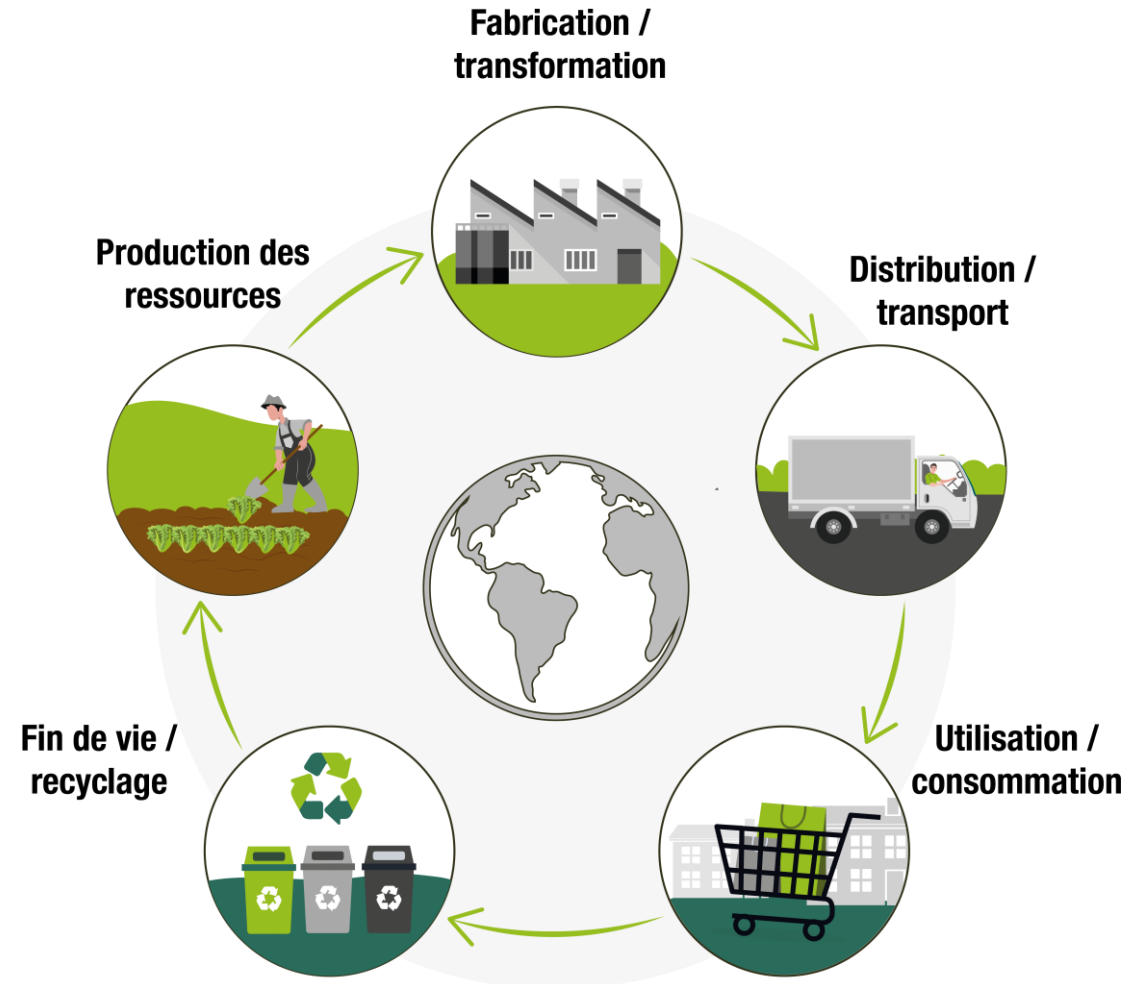 Fabrication /
transformation
Production des
ressources
Distribution /
transport
Fin de vie /
recyclage
Utilisation /
consommation